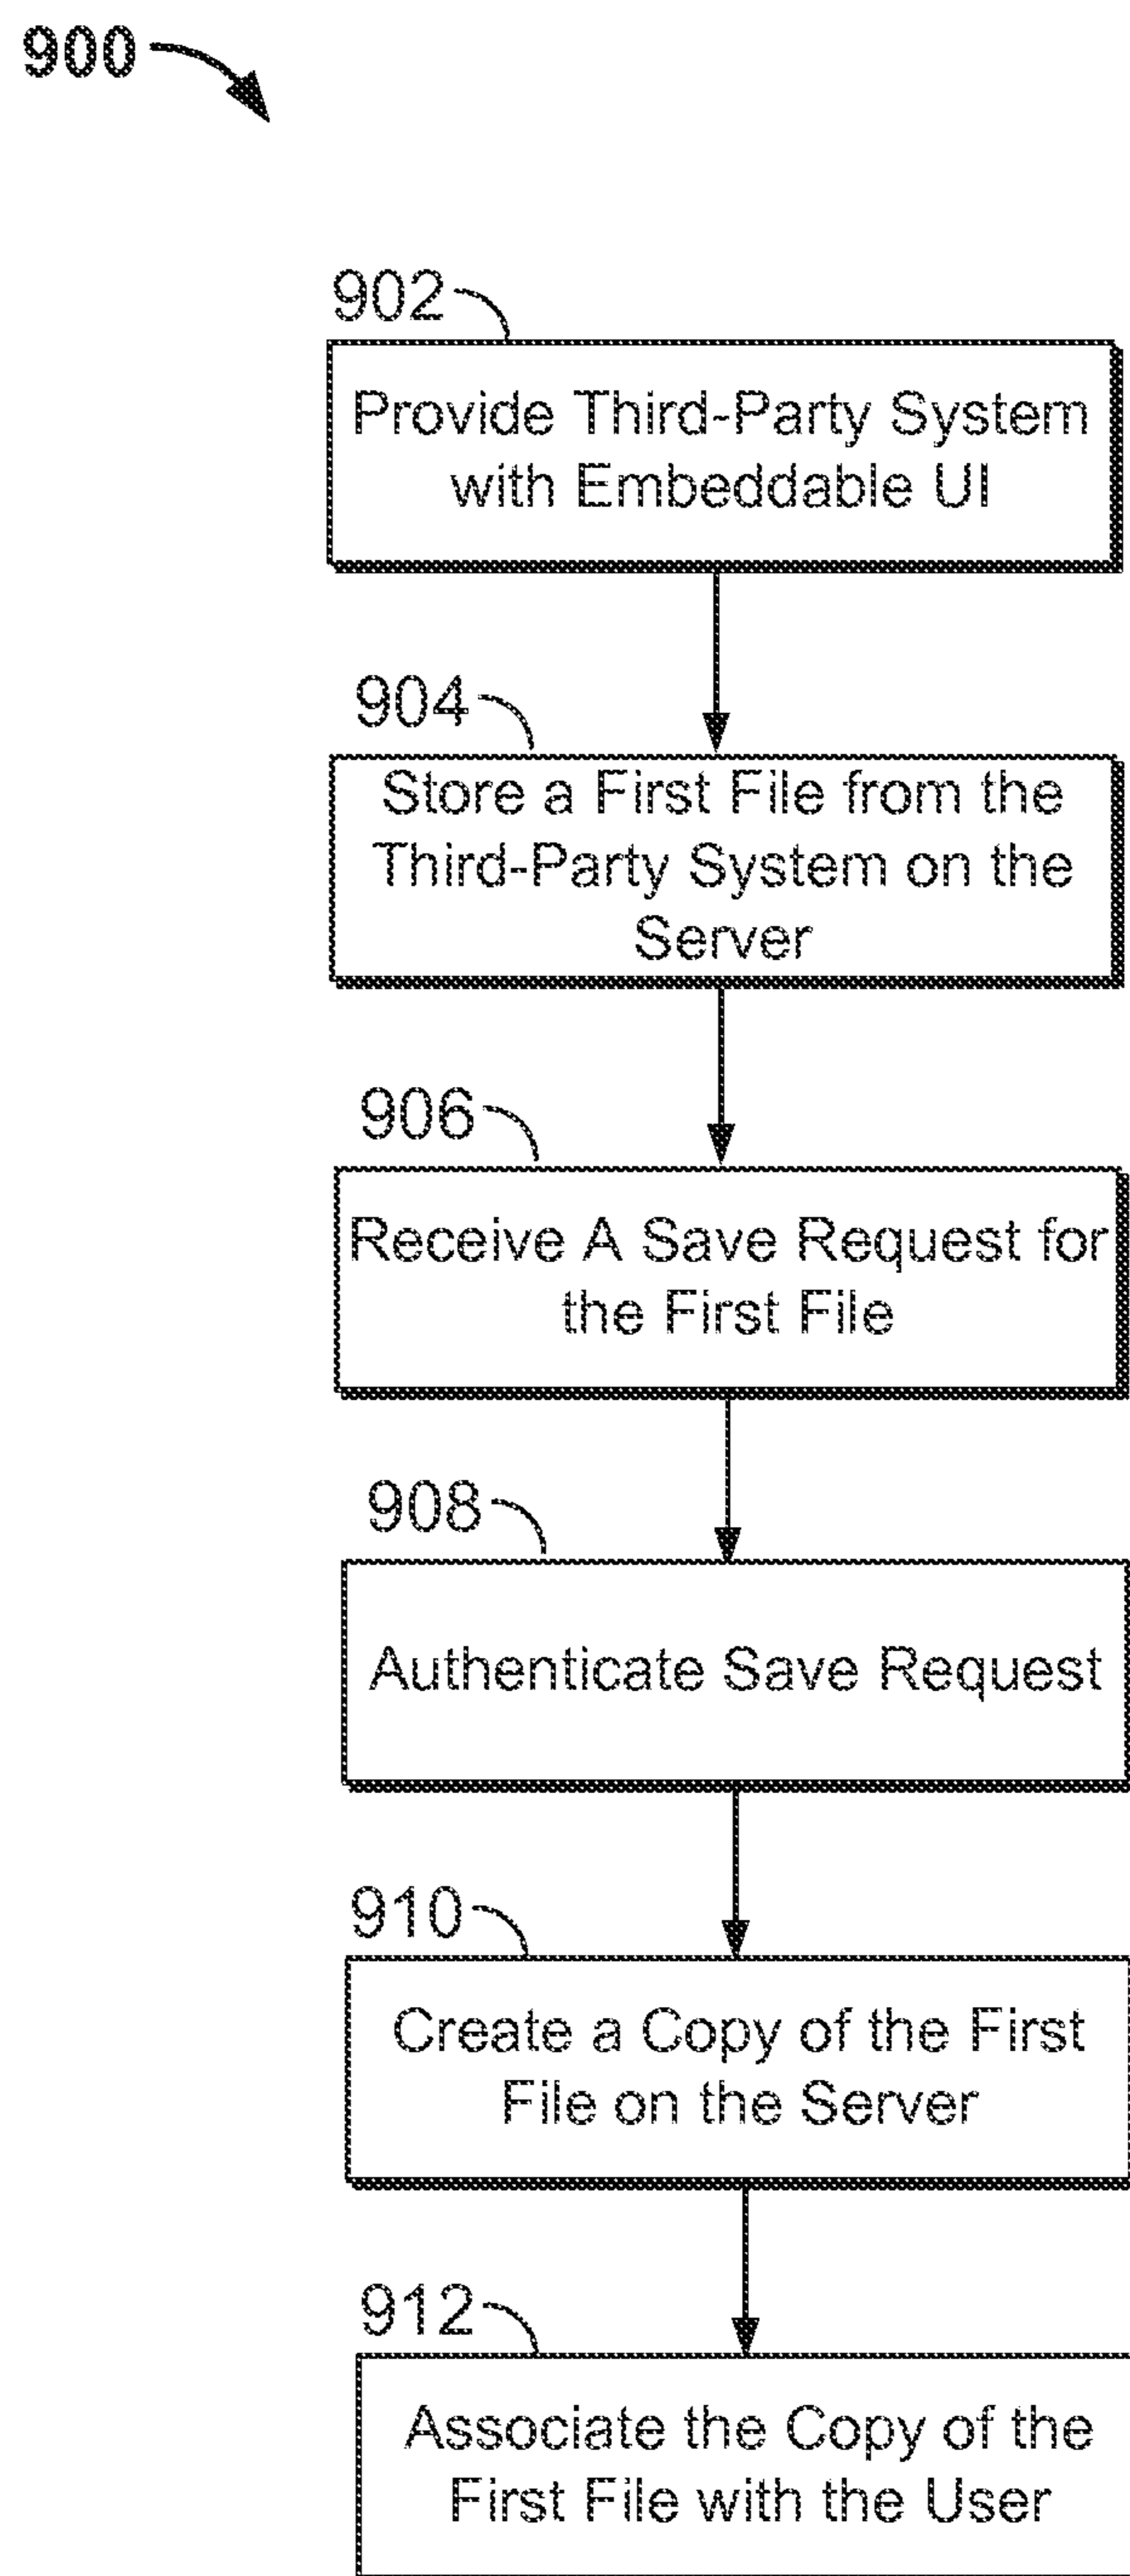 900
902
Provide Third-Party System
with Embeddable UI
904
Store a First File from the
Third-Party System on the
Server
906
Receive A Save Request for
the First File
908
Authenticate Save Request
910
Create a Copy of the First
File on the Server
912
Associate the Copy of the
First File with the User